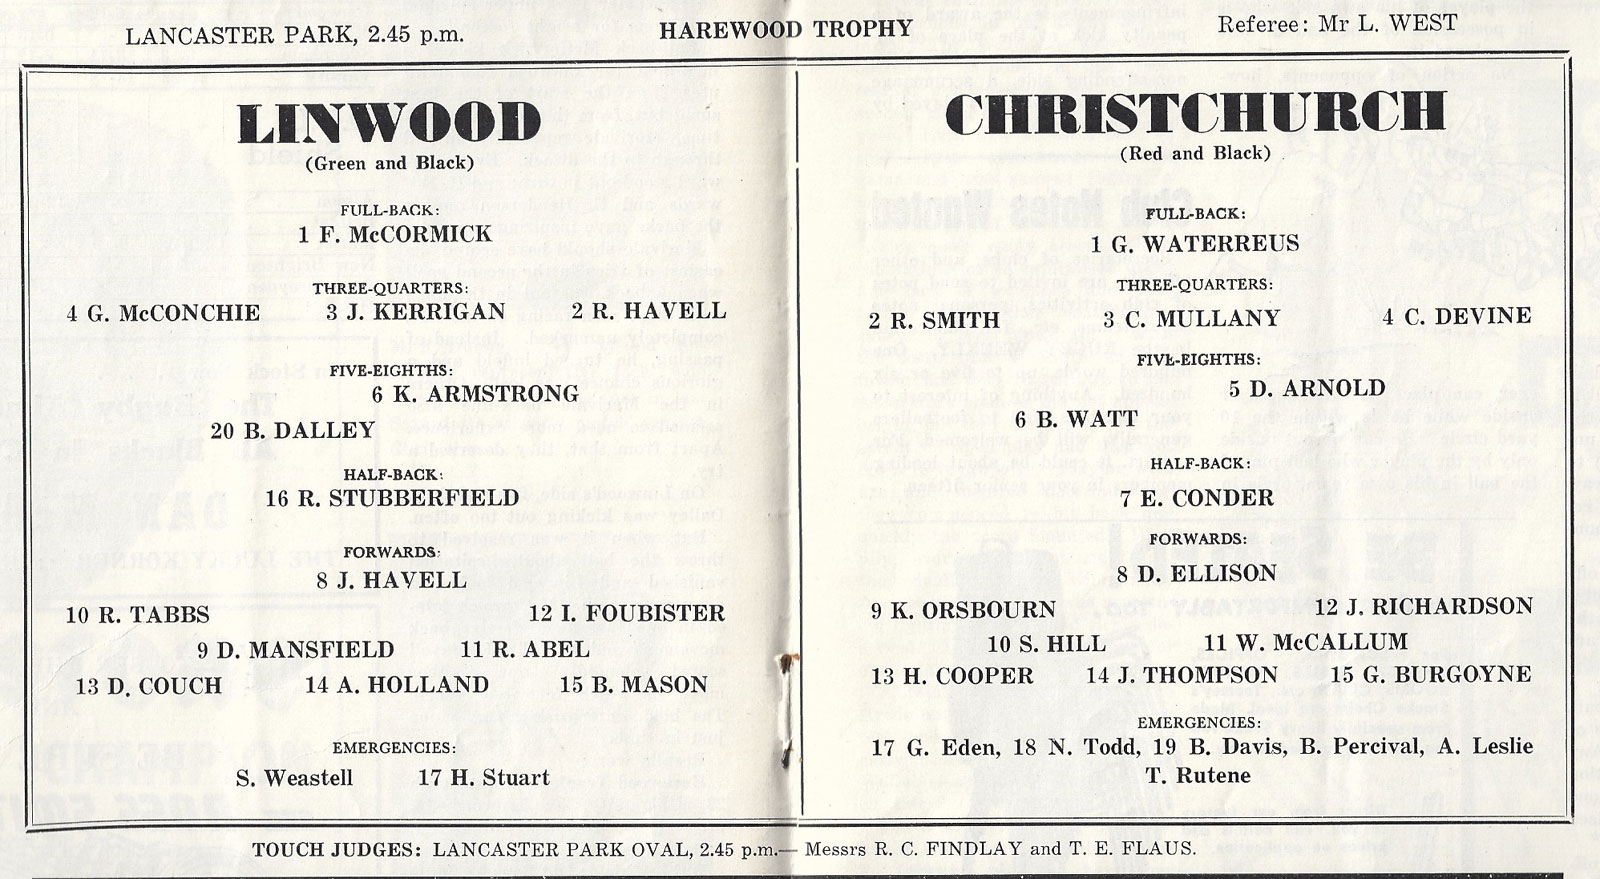 LANCASTER PARK, 2.45 p.m. HAREWOOD TROPHY Referee: Mr L. WEST
LINWOOD
(Green and Black)
FULL-BACK:
1 F. McCORMICK
THREE-QUARTERS:
4 G. McCONCHIE 3 J. KERRIGAN 2 R. HAVELL
FIVE-EIGHTHS:
6 K. ARMSTRONG
20 B. DALLEY
HALF-BACK:
16 R. STUBBERFIELD
FORWARDS:
8 J. HAVELL
10 R. TABBS 12 I. FOUBISTER
9 D. MANSFIELD 11 R. ABEL
13 D. COUCH 14 A. HOLLAND 15 B. MASON
EMERGENCIES:
S. Weastell 17 H. Stuart
CHRISTCHURCH
(Red and Black)
FULL-BACK:
1 G. WATERREUS
THREE-QUARTERS:
2 R. SMITH 3 C. MULLANY 4 C. DEVINE
FIVE-EIGHTHS:
5 D. ARNOLD
6 B. WATT
HALF-BACK:
7 E. CONDER
FORWARDS:
8 D. ELLISON
9 K. ORSBOURN 12 J. RICHARDSON
10 S. HILL 11 W. McCALLUM
13 H. COOPER 14 J. THOMPSON 15 G. BURGOYNE
EMERGENCIES:
17 G. Eden, 18 N. Todd, 19 B. Davis, B. Percival, A. Leslie
T. Rutene
TOUCH JUDGES: LANCASTER PARK OVAL, 2.45 p.m.— Messrs R. C. FINDLAY and T. E. FLAUS.